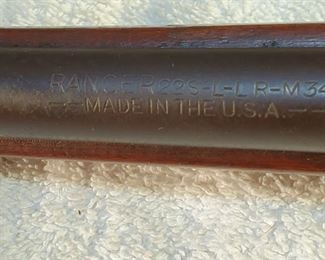 RANGER 22S-L-LR-M34
—MADE IN THE U.S.A.—